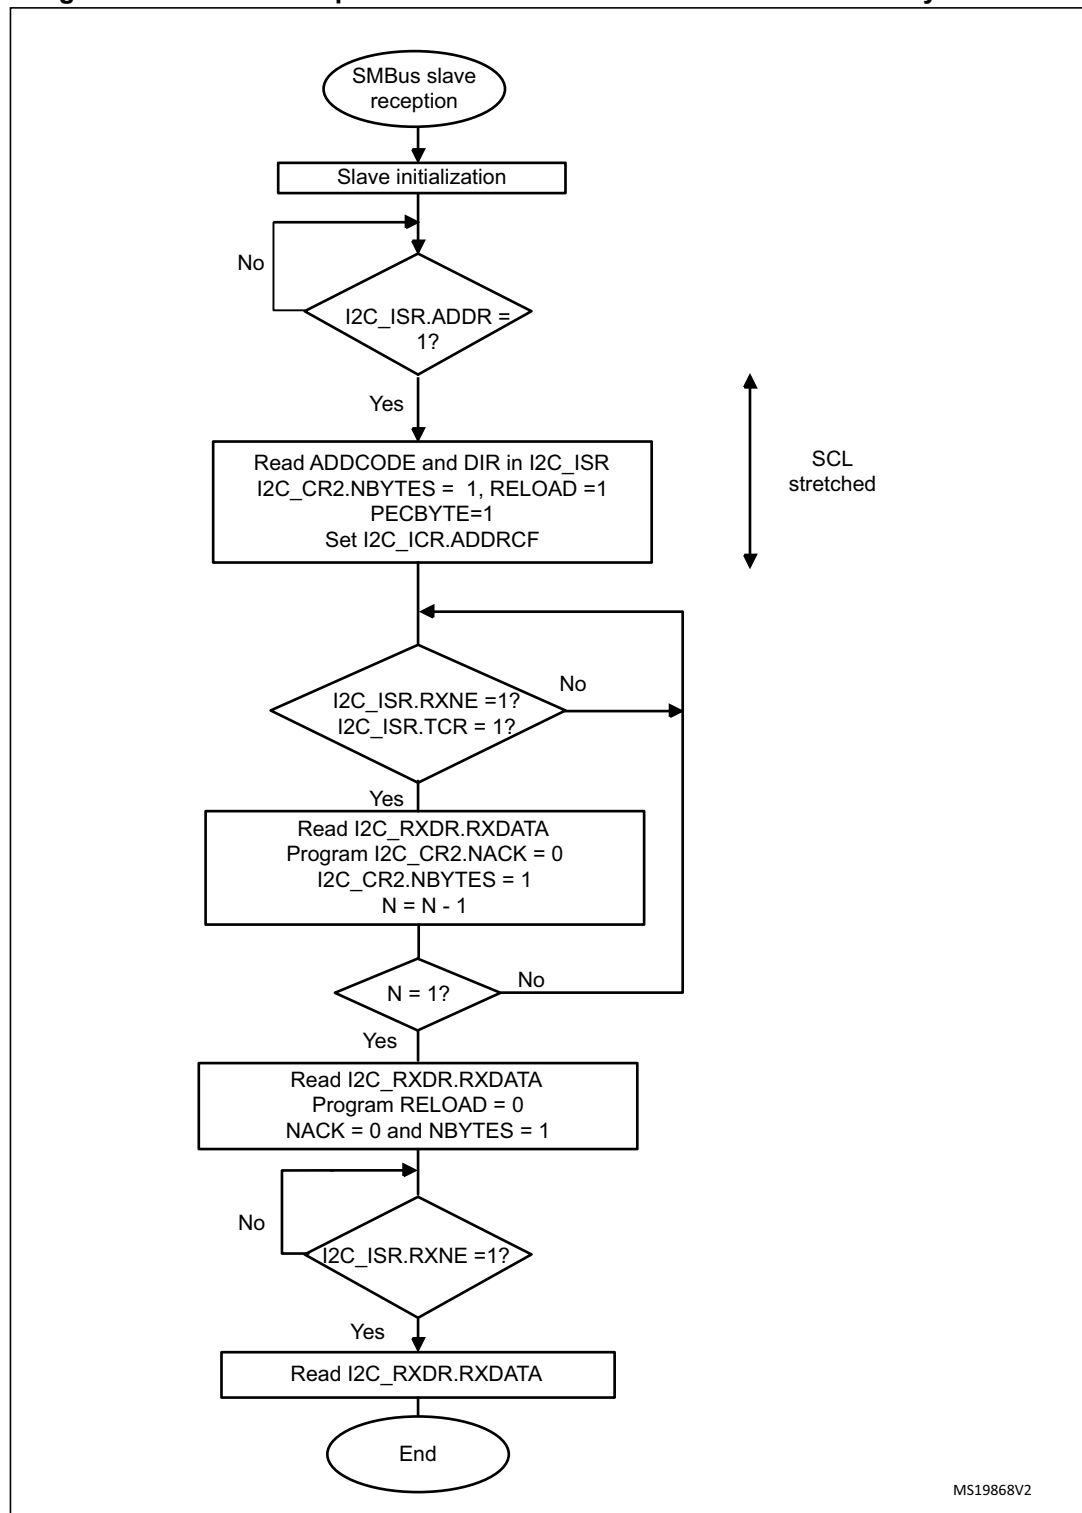 SMBus slave
reception
Slave initialization
No
I2C_ISR.ADDR =
1?
Yes
Read ADDCODE and DIR in I2C_ISR
I2C_CR2.NBYTES = 1, RELOAD =1
PECBYTE=1
Set I2C_ICR.ADDRCF
SCL
stretched
I2C_ISR.RXNE =1?
I2C_ISR.TCR = 1?
No
Yes
Read I2C_RXDR.RXDATA
Program I2C_CR2.NACK = 0
I2C_CR2.NBYTES = 1
N = N - 1
N = 1?
No
Yes
Read I2C_RXDR.RXDATA
Program RELOAD = 0
NACK = 0 and NBYTES = 1
No
I2C_ISR.RXNE =1?
Yes
Read I2C_RXDR.RXDATA
End
MS19868V2